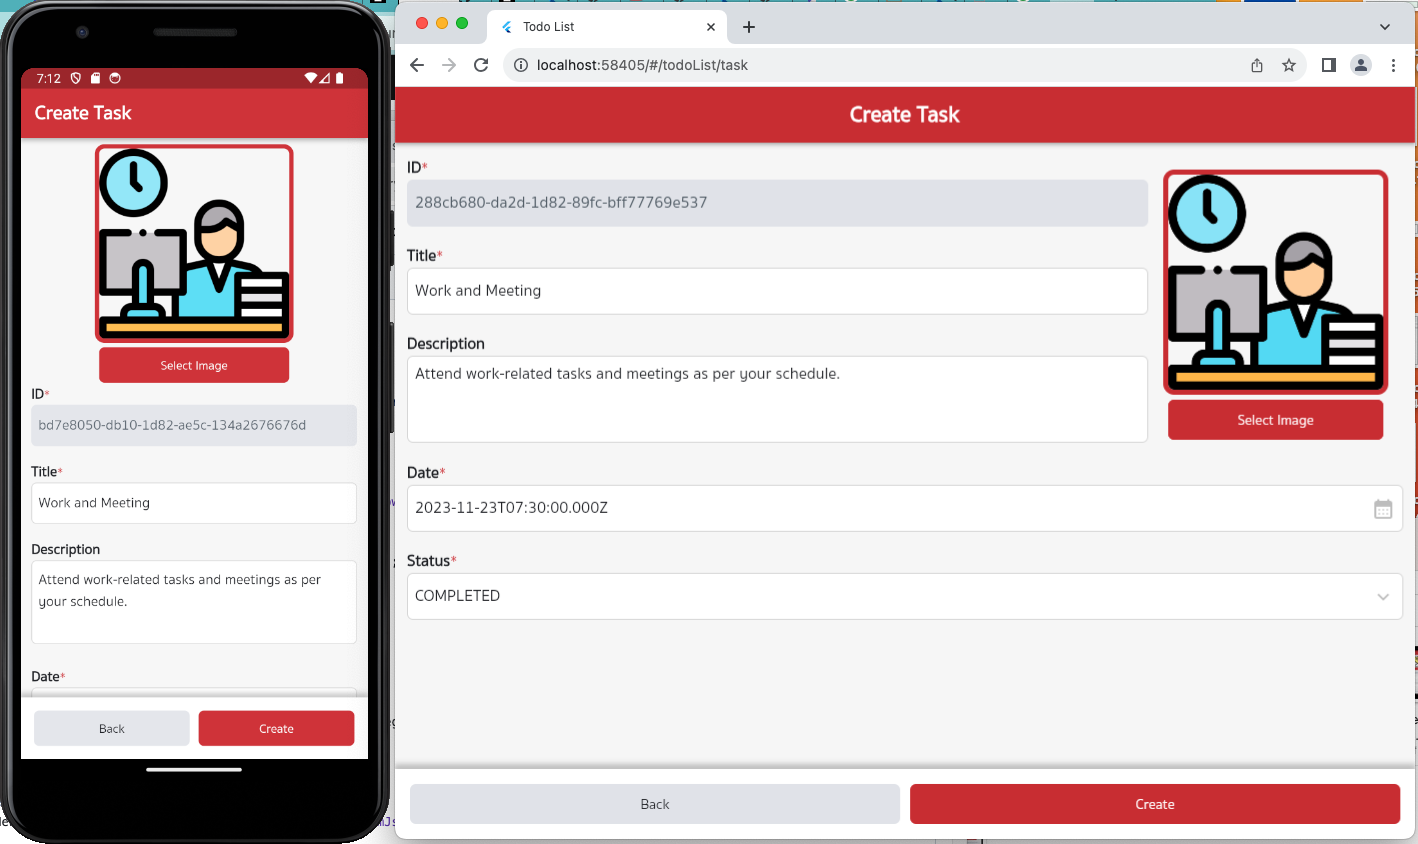 7:12
Create Task
Select Image
ID*
bd7e8050-db10-1d82-ae5c-134a2676676d
Title*
Work and Meeting
Description
Attend work-related tasks and meetings as per
your schedule.
Date*
Back
Create
Todo List
localhost:58405/#/todoList/task
Create Task
ID*
288cb680-da2d-1d82-89fc-bff77769e537
Title*
Work and Meeting
Description
Attend work-related tasks and meetings as per your schedule.
Select Image
Date*
2023-11-23T07:30:00.000Z
Status*
COMPLETED
Back
Create